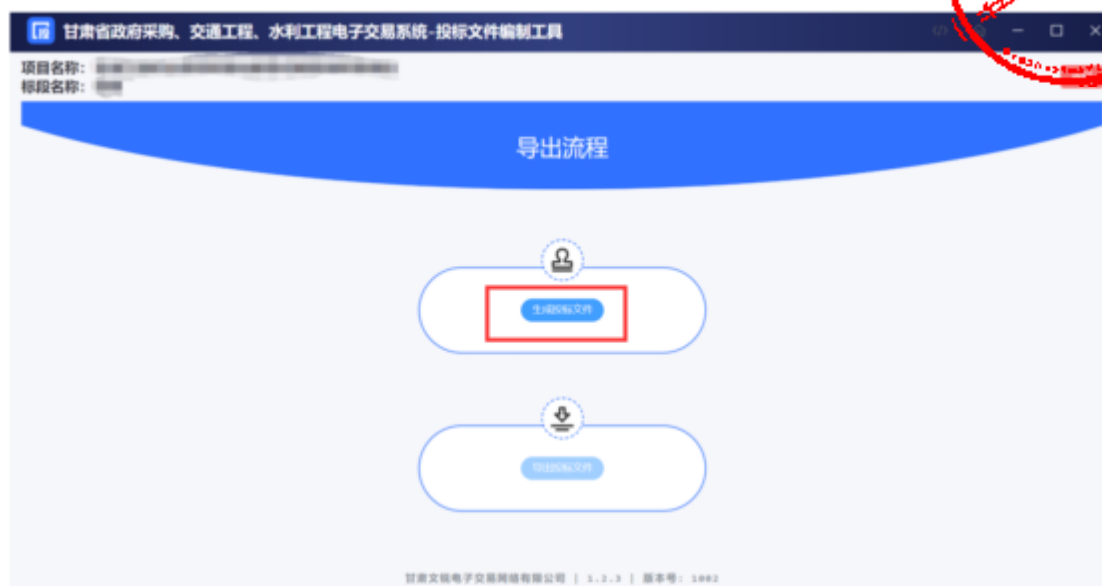 投 甘肃省政府采购、交通工程、水利工程电子交易系统-投标文件编制工具
项目名称:
标段名称:
导出流程
生成投标文件
导出投标文件
甘肃文锐电子交易网络有限公司 | 1.2.3 | 版本号: 1002